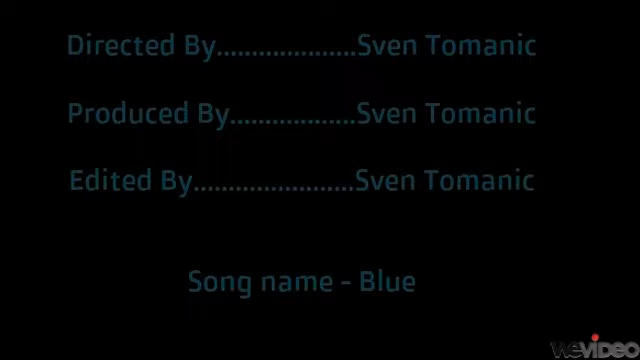 Directed By....................Sven Tomanic
Produced By..................Sven Tomanic
Edited By.......................Sven Tomanic
Song name - Blue
WEVIDEO